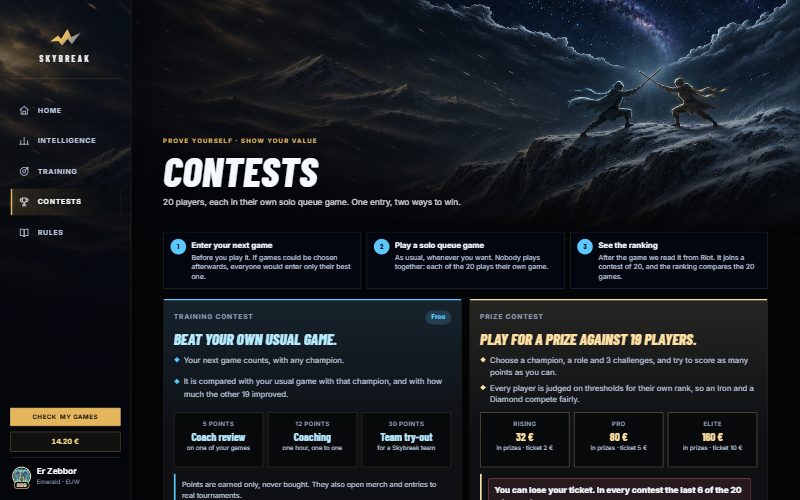 SKYBREAK
HOME
INTELLIGENCE
TRAINING
CONTESTS
RULES
CHECK MY GAMES
14.20 €
Er Zebbor
Emerald · EUW
PROVE YOURSELF · SHOW YOUR VALUE
CONTESTS
20 players, each in their own solo queue game. One entry, two ways to win.
1
Enter your next game
Before you play it. If games could be chosen
afterwards, everyone would enter only their best
one.
2
Play a solo queue game
As usual, whenever you want. Nobody plays
together: each of the 20 plays their own game.
3
See the ranking
After the game we read it from Riot. It joins a
contest of 20, and the ranking compares the 20
games.
TRAINING CONTEST
Free
BEAT YOUR OWN USUAL GAME.
Your next game counts, with any champion.
It is compared with your usual game with that champion, and with how
much the other 19 improved.
5 POINTS
Coach review
on one of your games
12 POINTS
Coaching
one hour, one to one
30 POINTS
Team try-out
for a Skybreak team
Points are earned only, never bought. They also open merch and entries to
real tournaments.
PRIZE CONTEST
PLAY FOR A PRIZE AGAINST 19 PLAYERS.
Choose a champion, a role and 3 challenges, and try to score as many
points as you can.
Every player is judged on thresholds for their own rank, so an Iron and a
Diamond compete fairly.
RISING
32 €
in prizes · ticket 2 €
PRO
80 €
in prizes · ticket 5 €
ELITE
160 €
in prizes · ticket 10 €
You can lose your ticket. In every contest the last 6 of the 20